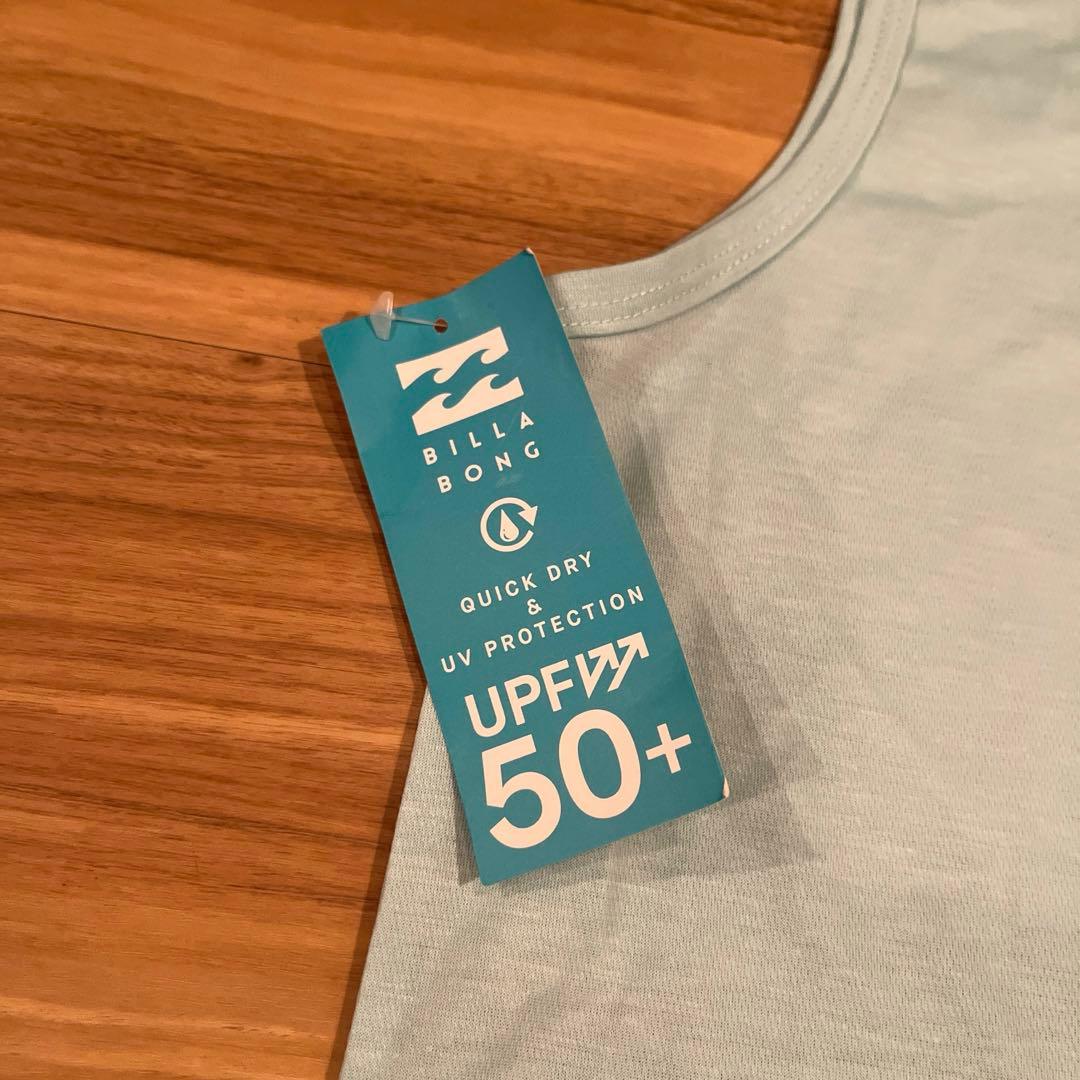 BILLA
BONG
QUICK DRY
&
UV PROTECTION
UPF
50+